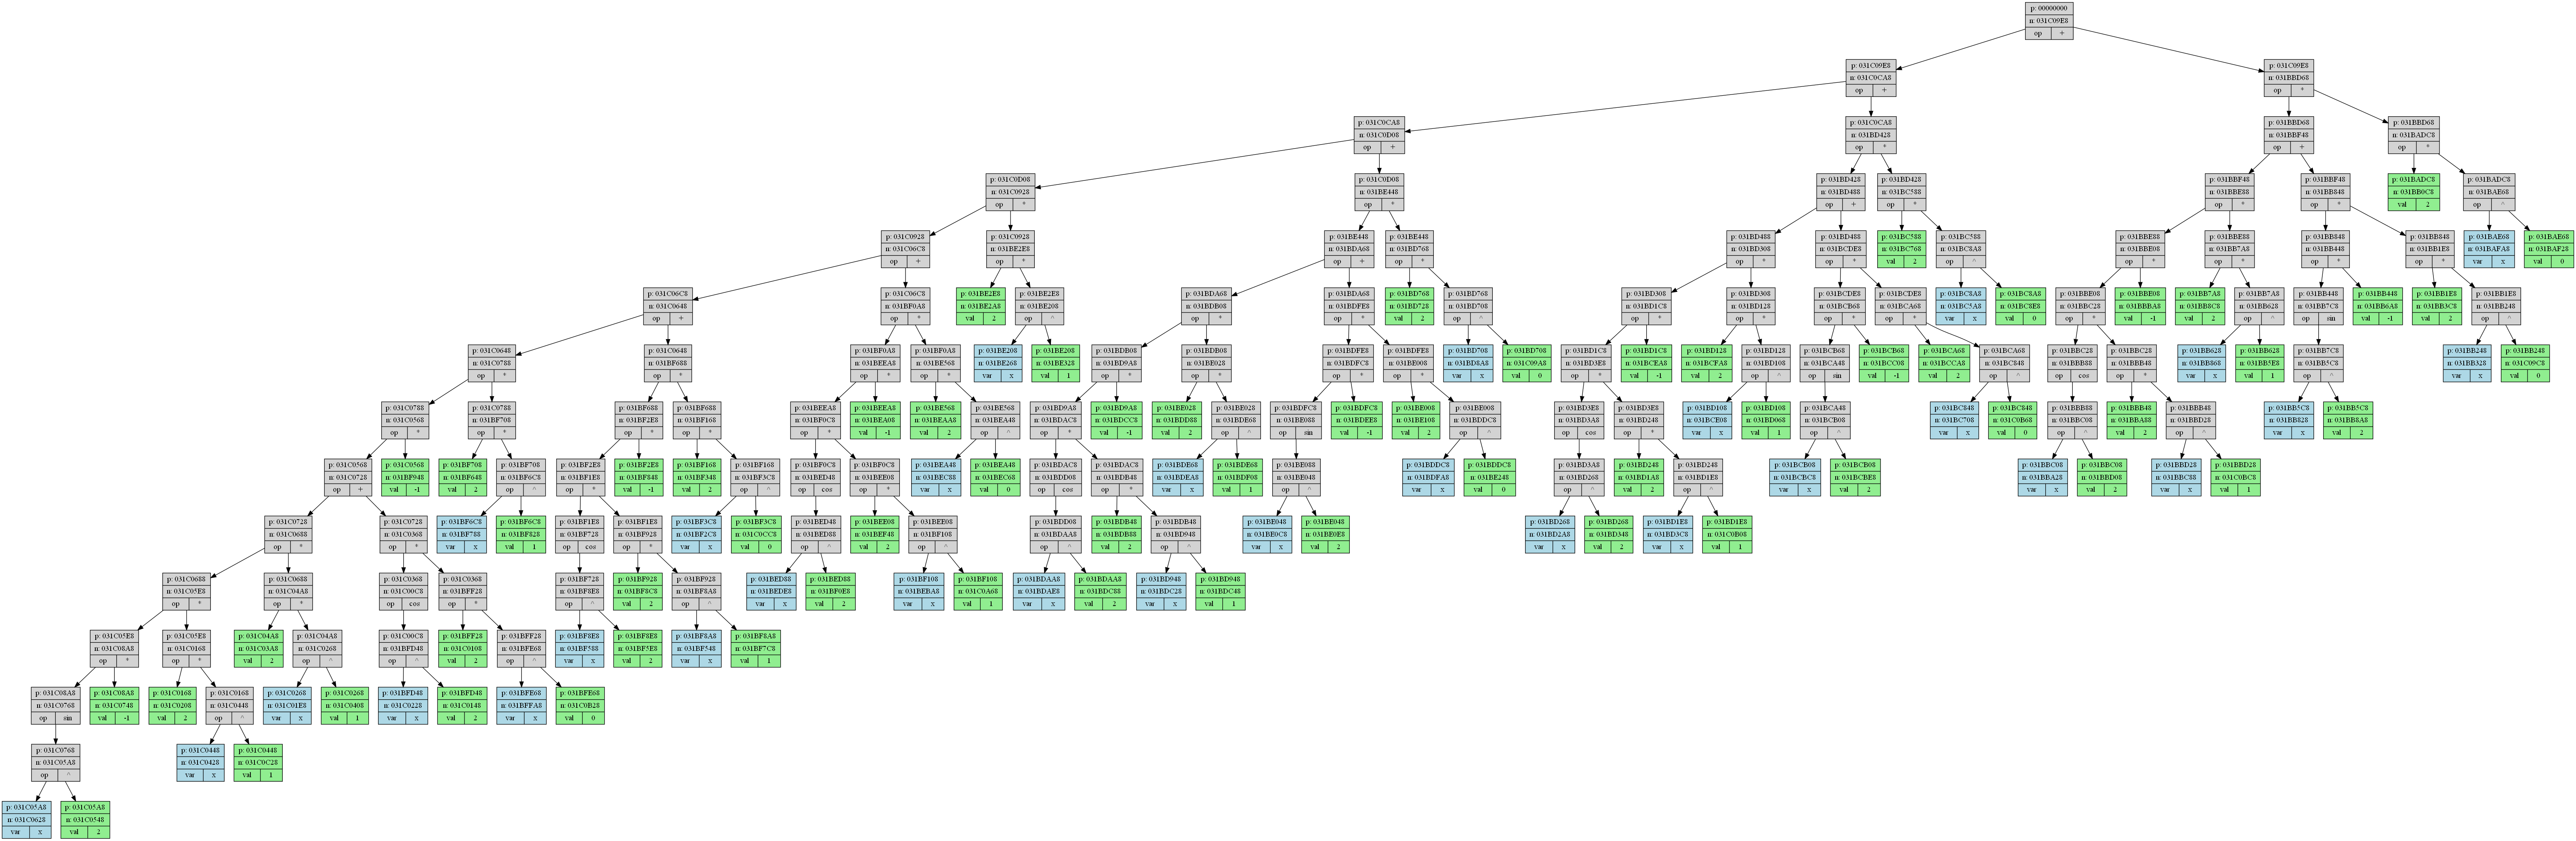 p: 00000000
n: 031C09E8
op +
p: 031C09E8 p: 031C09E8
n: 031C0CA8 n: 031BBD68
op + op *
p: 031C0CA8 p: 031C0CA8 p: 031BBD68 p: 031BBD68
n: 031C0D08 n: 031BD428 n: 031BBF48 n: 031BADC8
op + op * op + op *
p: 031C0D08 p: 031C0D08 p: 031BD428 p: 031BD428 p: 031BBF48 p: 031BBF48 p: 031BADC8 p: 031BADC8
n: 031C0928 n: 031BE448 n: 031BD488 n: 031BC588 n: 031BBE88 n: 031BB848 n: 031BB0C8 n: 031BAE68
op * op * op + op * op * op * val 2 op ^
p: 031C0928 p: 031C0928 p: 031BE448 p: 031BE448 p: 031BD488 p: 031BD488 p: 031BC588 p: 031BC588 p: 031BBE88 p: 031BBE88 p: 031BB848 p: 031BB848 p: 031BAE68 p: 031BAE68
n: 031C06C8 n: 031BE2E8 n: 031BDA68 n: 031BD768 n: 031BD308 n: 031BCDE8 n: 031BC768 n: 031BC8A8 n: 031BBE08 n: 031BB7A8 n: 031BB448 n: 031BB1E8 n: 031BAFA8 n: 031BAF28
op + op * op + op * op * op * val 2 op ^ op * op * op * op * var x val 0
p: 031C06C8 p: 031C06C8 p: 031BE2E8 p: 031BE2E8 p: 031BDA68 p: 031BDA68 p: 031BD768 p: 031BD768 p: 031BD308 p: 031BD308 p: 031BCDE8 p: 031BCDE8 p: 031BC8A8 p: 031BC8A8 p: 031BBE08 p: 031BBE08 p: 031BB7A8 p: 031BB7A8 p: 031BB448 p: 031BB448 p: 031BB1E8 p: 031BB1E8
n: 031C0648 n: 031BF0A8 n: 031BE2A8 n: 031BE208 n: 031BDB08 n: 031BDFE8 n: 031BD728 n: 031BD708 n: 031BD1C8 n: 031BD128 n: 031BCB68 n: 031BCA68 n: 031BC5A8 n: 031BC8E8 n: 031BBC28 n: 031BBBA8 n: 031BB8C8 n: 031BB628 n: 031BB7C8 n: 031BB6A8 n: 031BB3C8 n: 031BB248
op + op * val 2 op ^ op * op * val 2 op ^ op * op * op * op * var x val 0 op * val -1 val 2 op ^ op sin val -1 val 2 op ^
p: 031C0648 p: 031C0648 p: 031BF0A8 p: 031BF0A8 p: 031BE208 p: 031BE208 p: 031BDB08 p: 031BDB08 p: 031BDFE8 p: 031BDFE8 p: 031BD708 p: 031BD708 p: 031BD1C8 p: 031BD1C8 p: 031BD128 p: 031BD128 p: 031BCB68 p: 031BCB68 p: 031BCA68 p: 031BCA68 p: 031BBC28 p: 031BBC28 p: 031BB628 p: 031BB628 p: 031BB7C8 p: 031BB248 p: 031BB248
n: 031C0788 n: 031BF688 n: 031BEEA8 n: 031BE568 n: 031BE268 n: 031BE328 n: 031BD9A8 n: 031BE028 n: 031BDFC8 n: 031BE008 n: 031BD8A8 n: 031C09A8 n: 031BD3E8 n: 031BCEA8 n: 031BCFA8 n: 031BD108 n: 031BCA48 n: 031BCC08 n: 031BCCA8 n: 031BC848 n: 031BBB88 n: 031BBB48 n: 031BB868 n: 031BB5E8 n: 031BB5C8 n: 031BB328 n: 031C09C8
op * op * op * op * var x val 1 op * op * op * op * var x val 0 op * val -1 val 2 op ^ op sin val -1 val 2 op ^ op cos op * var x val 1 op ^ var x val 0
p: 031C0788 p: 031C0788 p: 031BF688 p: 031BF688 p: 031BEEA8 p: 031BEEA8 p: 031BE568 p: 031BE568 p: 031BD9A8 p: 031BD9A8 p: 031BE028 p: 031BE028 p: 031BDFC8 p: 031BDFC8 p: 031BE008 p: 031BE008 p: 031BD3E8 p: 031BD3E8 p: 031BD108 p: 031BD108 p: 031BCA48 p: 031BC848 p: 031BC848 p: 031BBB88 p: 031BBB48 p: 031BBB48 p: 031BB5C8 p: 031BB5C8
n: 031C0568 n: 031BF708 n: 031BF2E8 n: 031BF168 n: 031BF0C8 n: 031BEA08 n: 031BEAA8 n: 031BEA48 n: 031BDAC8 n: 031BDCC8 n: 031BDD88 n: 031BDE68 n: 031BE088 n: 031BDEE8 n: 031BE108 n: 031BDDC8 n: 031BD3A8 n: 031BD248 n: 031BCE08 n: 031BD068 n: 031BCB08 n: 031BC708 n: 031C0B68 n: 031BBC08 n: 031BBA88 n: 031BBD28 n: 031BB828 n: 031BB8A8
op * op * op * op * op * val -1 val 2 op ^ op * val -1 val 2 op ^ op sin val -1 val 2 op ^ op cos op * var x val 1 op ^ var x val 0 op ^ val 2 op ^ var x val 2
p: 031C0568 p: 031C0568 p: 031BF708 p: 031BF708 p: 031BF2E8 p: 031BF2E8 p: 031BF168 p: 031BF168 p: 031BF0C8 p: 031BF0C8 p: 031BEA48 p: 031BEA48 p: 031BDAC8 p: 031BDAC8 p: 031BDE68 p: 031BDE68 p: 031BE088 p: 031BDDC8 p: 031BDDC8 p: 031BD3A8 p: 031BD248 p: 031BD248 p: 031BCB08 p: 031BCB08 p: 031BBC08 p: 031BBC08 p: 031BBD28 p: 031BBD28
n: 031C0728 n: 031BF948 n: 031BF648 n: 031BF6C8 n: 031BF1E8 n: 031BF848 n: 031BF348 n: 031BF3C8 n: 031BED48 n: 031BEE08 n: 031BEC88 n: 031BEC68 n: 031BDD08 n: 031BDB48 n: 031BDEA8 n: 031BDF08 n: 031BE048 n: 031BDFA8 n: 031BE248 n: 031BD268 n: 031BD1A8 n: 031BD1E8 n: 031BCBC8 n: 031BCBE8 n: 031BBA28 n: 031BBD08 n: 031BBC88 n: 031C0BC8
op + val -1 val 2 op ^ op * val -1 val 2 op ^ op cos op * var x val 0 op cos op * var x val 1 op ^ var x val 0 op ^ val 2 op ^ var x val 2 var x val 2 var x val 1
p: 031C0728 p: 031C0728 p: 031BF6C8 p: 031BF6C8 p: 031BF1E8 p: 031BF1E8 p: 031BF3C8 p: 031BF3C8 p: 031BED48 p: 031BEE08 p: 031BEE08 p: 031BDD08 p: 031BDB48 p: 031BDB48 p: 031BE048 p: 031BE048 p: 031BD268 p: 031BD268 p: 031BD1E8 p: 031BD1E8
n: 031C0688 n: 031C0368 n: 031BF788 n: 031BF828 n: 031BF728 n: 031BF928 n: 031BF2C8 n: 031C0CC8 n: 031BED88 n: 031BEF48 n: 031BF108 n: 031BDAA8 n: 031BDB88 n: 031BD948 n: 031BE0C8 n: 031BE0E8 n: 031BD2A8 n: 031BD348 n: 031BD3C8 n: 031C0B08
op * op * var x val 1 op cos op * var x val 0 op ^ val 2 op ^ op ^ val 2 op ^ var x val 2 var x val 2 var x val 1
p: 031C0688 p: 031C0688 p: 031C0368 p: 031C0368 p: 031BF728 p: 031BF928 p: 031BF928 p: 031BED88 p: 031BED88 p: 031BF108 p: 031BF108 p: 031BDAA8 p: 031BDAA8 p: 031BD948 p: 031BD948
n: 031C05E8 n: 031C04A8 n: 031C00C8 n: 031BFF28 n: 031BF8E8 n: 031BF8C8 n: 031BF8A8 n: 031BEDE8 n: 031BF0E8 n: 031BEBA8 n: 031C0A68 n: 031BDAE8 n: 031BDC88 n: 031BDC28 n: 031BDC48
op * op * op cos op * op ^ val 2 op ^ var x val 2 var x val 1 var x val 2 var x val 1
p: 031C05E8 p: 031C05E8 p: 031C04A8 p: 031C04A8 p: 031C00C8 p: 031BFF28 p: 031BFF28 p: 031BF8E8 p: 031BF8E8 p: 031BF8A8 p: 031BF8A8
n: 031C08A8 n: 031C0168 n: 031C03A8 n: 031C0268 n: 031BFD48 n: 031C0108 n: 031BFE68 n: 031BF588 n: 031BF5E8 n: 031BF548 n: 031BF7C8
op * op * val 2 op ^ op ^ val 2 op ^ var x val 2 var x val 1
p: 031C08A8 p: 031C08A8 p: 031C0168 p: 031C0168 p: 031C0268 p: 031C0268 p: 031BFD48 p: 031BFD48 p: 031BFE68 p: 031BFE68
n: 031C0768 n: 031C0748 n: 031C0208 n: 031C0448 n: 031C01E8 n: 031C0408 n: 031C0228 n: 031C0148 n: 031BFFA8 n: 031C0B28
op sin val -1 val 2 op ^ var x val 1 var x val 2 var x val 0
p: 031C0768 p: 031C0448 p: 031C0448
n: 031C05A8 n: 031C0428 n: 031C0C28
op ^ var x val 1
p: 031C05A8 p: 031C05A8
n: 031C0628 n: 031C0548
var x val 2